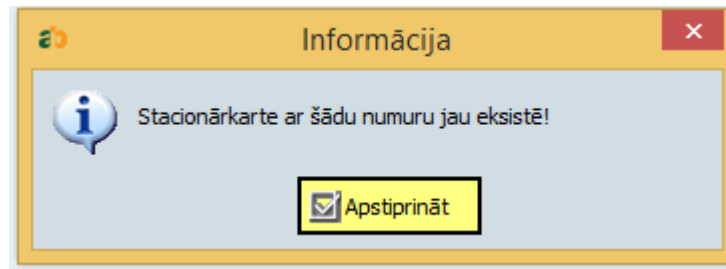 ab
Informācija
Stacionārkarte ar šādu numuru jau eksistē!
Apstiprināt